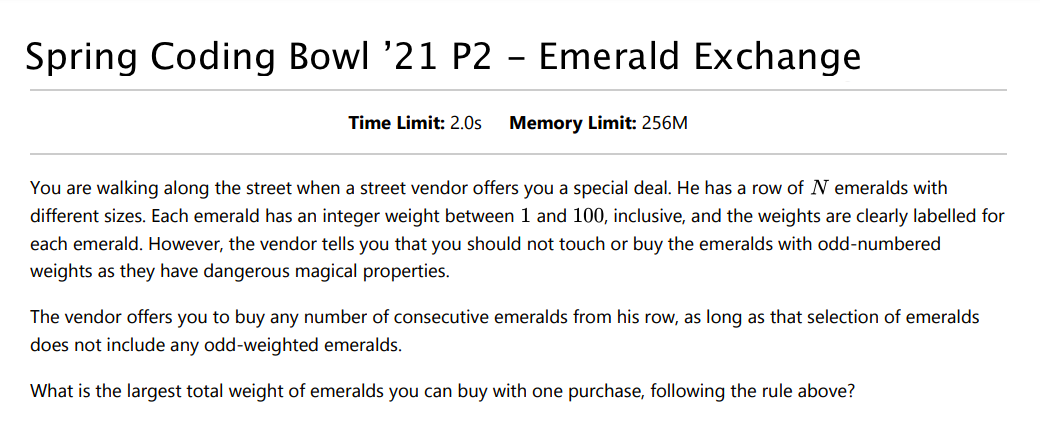 Spring Coding Bowl ’21 P2 – Emerald Exchange
Time Limit: 2.0s Memory Limit: 256M
You are walking along the street when a street vendor offers you a special deal. He has a row of N emeralds with
different sizes. Each emerald has an integer weight between 1 and 100, inclusive, and the weights are clearly labelled for
each emerald. However, the vendor tells you that you should not touch or buy the emeralds with odd-numbered
weights as they have dangerous magical properties.
The vendor offers you to buy any number of consecutive emeralds from his row, as long as that selection of emeralds
does not include any odd-weighted emeralds.
What is the largest total weight of emeralds you can buy with one purchase, following the rule above?